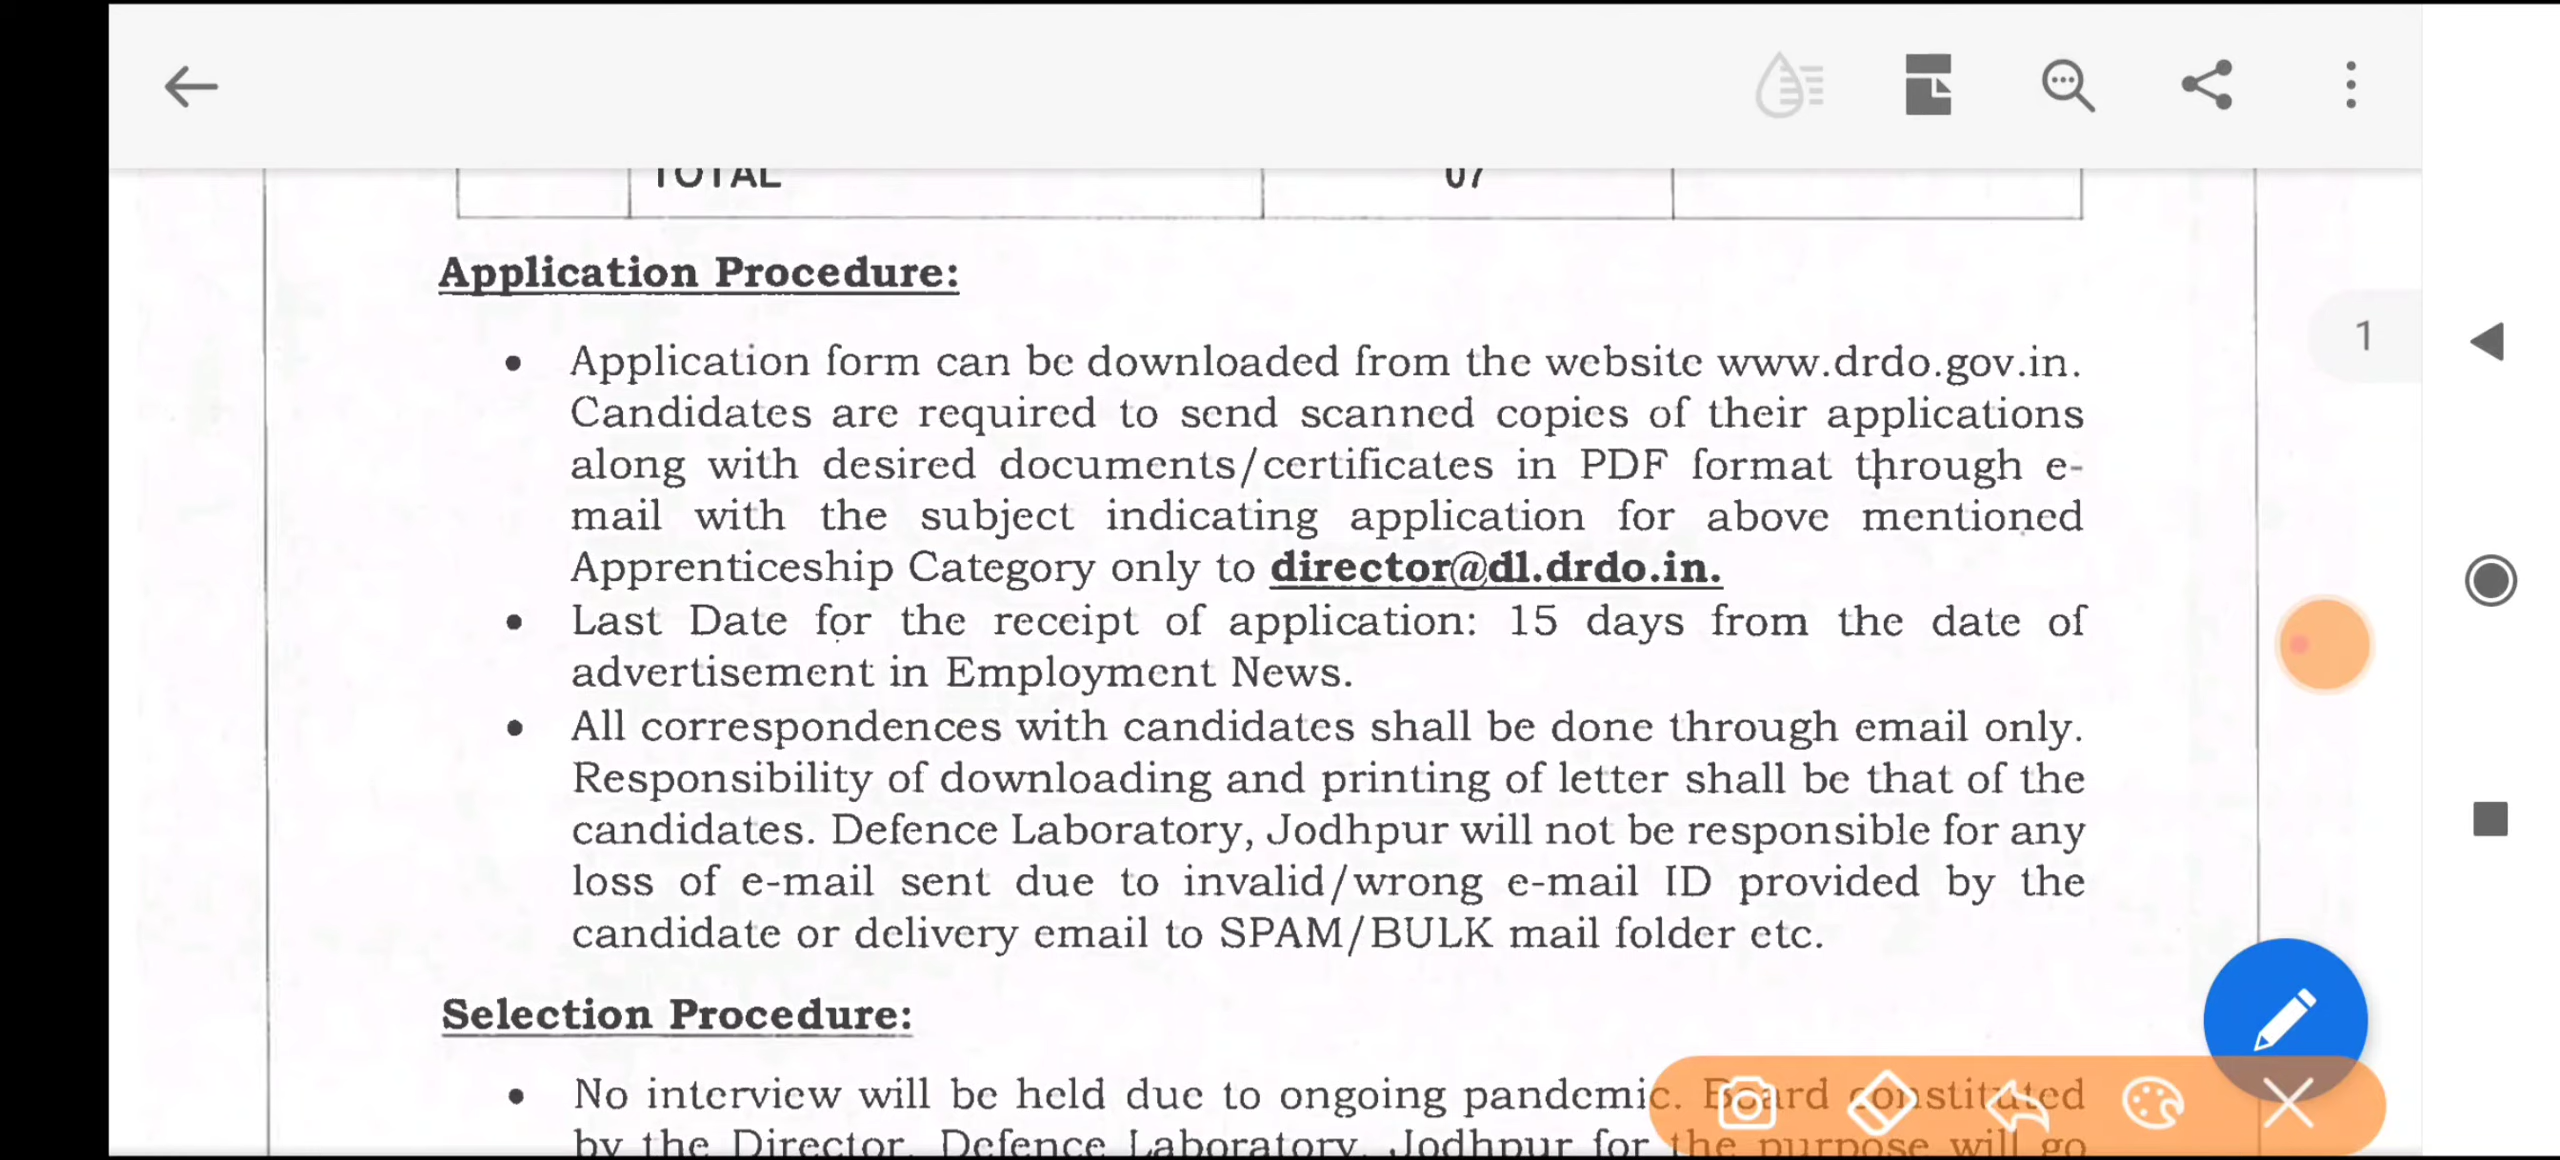 TOTAL 07
Application Procedure:
1
• Application form can be downloaded from the website www.drdo.gov.in.
Candidates are required to send scanned copies of their applications
along with desired documents/certificates in PDF format through e-
mail with the subject indicating application for above mentioned
Apprenticeship Category only to director@dl.drdo.in.
• Last Date for the receipt of application: 15 days from the date of
advertisement in Employment News.
• All correspondences with candidates shall be done through email only.
Responsibility of downloading and printing of letter shall be that of the
candidates. Defence Laboratory, Jodhpur will not be responsible for any
loss of e-mail sent due to invalid/wrong e-mail ID provided by the
candidate or delivery email to SPAM/BULK mail folder etc.
Selection Procedure:
• No interview will be held due to ongoing pandemic. Board constituted
by the Director, Defence Laboratory, Jodhpur for the purpose will go